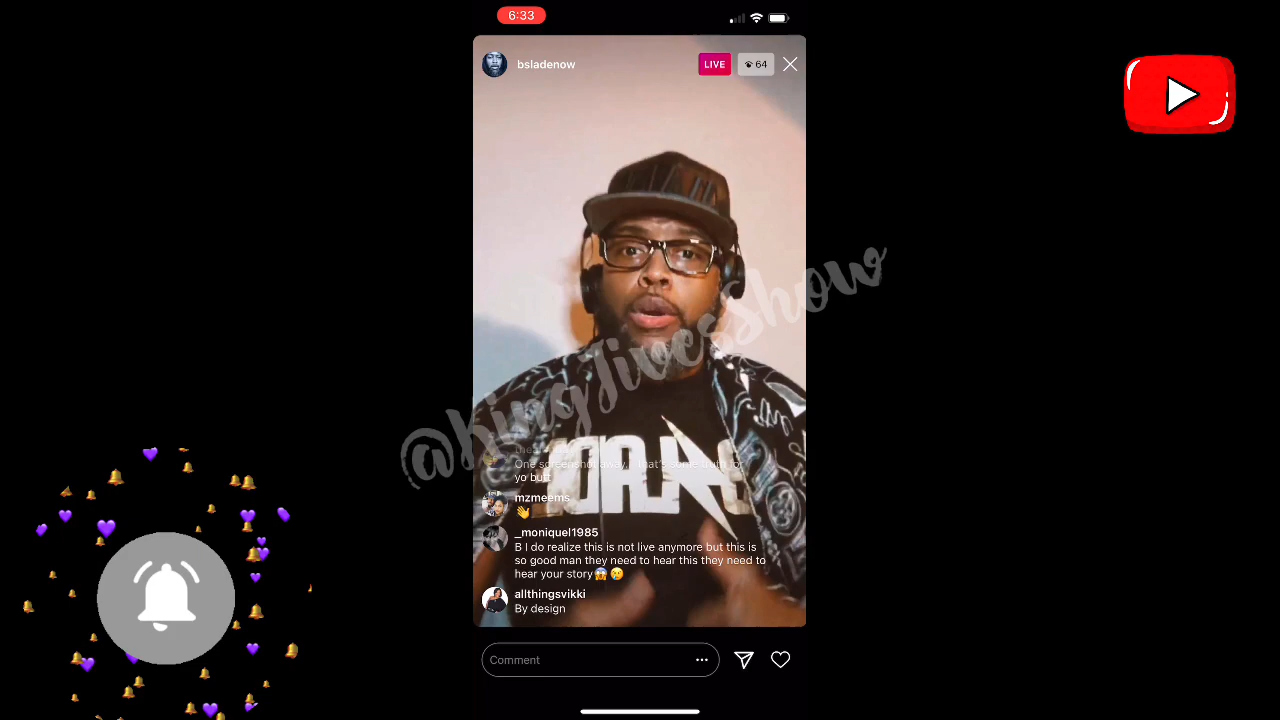 6:33
bsladenow
LIVE
64
@KingJivesShow
One screenshot away,
that's some truth for
yo butt
mzmeems
_moniquel1985
B I do realize this is not live anymore but this is
so good man they need to hear this they need to
hear your story
allthingsvikki
By design
Comment